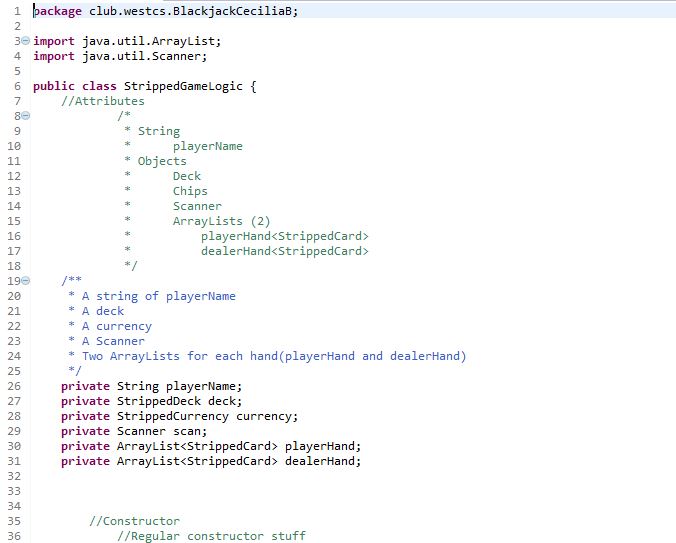 1 package club.westcs.BlackjackCeciliaB;
2
3 import java.util.ArrayList;
4 import java.util.Scanner;
5
6 public class StrippedGameLogic {
7 //Attributes
8 /*
9 * String
10 * playerName
11 * Objects
12 * Deck
13 * Chips
14 * Scanner
15 * ArrayLists (2)
16 * playerHand<StrippedCard>
17 * dealerHand<StrippedCard>
18 */
19 /**
20 * A string of playerName
21 * A deck
22 * A currency
23 * A Scanner
24 * Two ArrayLists for each hand(playerHand and dealerHand)
25 */
26 private String playerName;
27 private StrippedDeck deck;
28 private StrippedCurrency currency;
29 private Scanner scan;
30 private ArrayList<StrippedCard> playerHand;
31 private ArrayList<StrippedCard> dealerHand;
32
33
34
35 //Constructor
36 //Regular constructor stuff